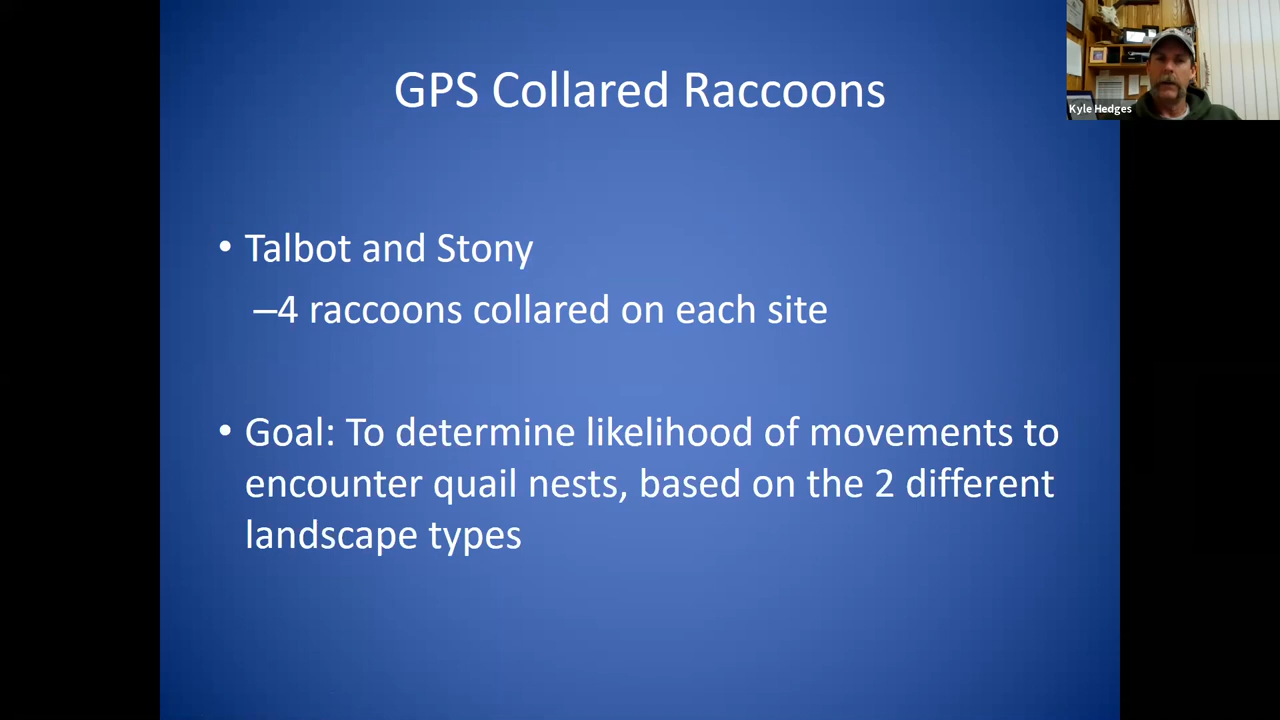 GPS Collared Raccoons
Kyle Hedges
• Talbot and Stony
–4 raccoons collared on each site
• Goal: To determine likelihood of movements to
encounter quail nests, based on the 2 different
landscape types